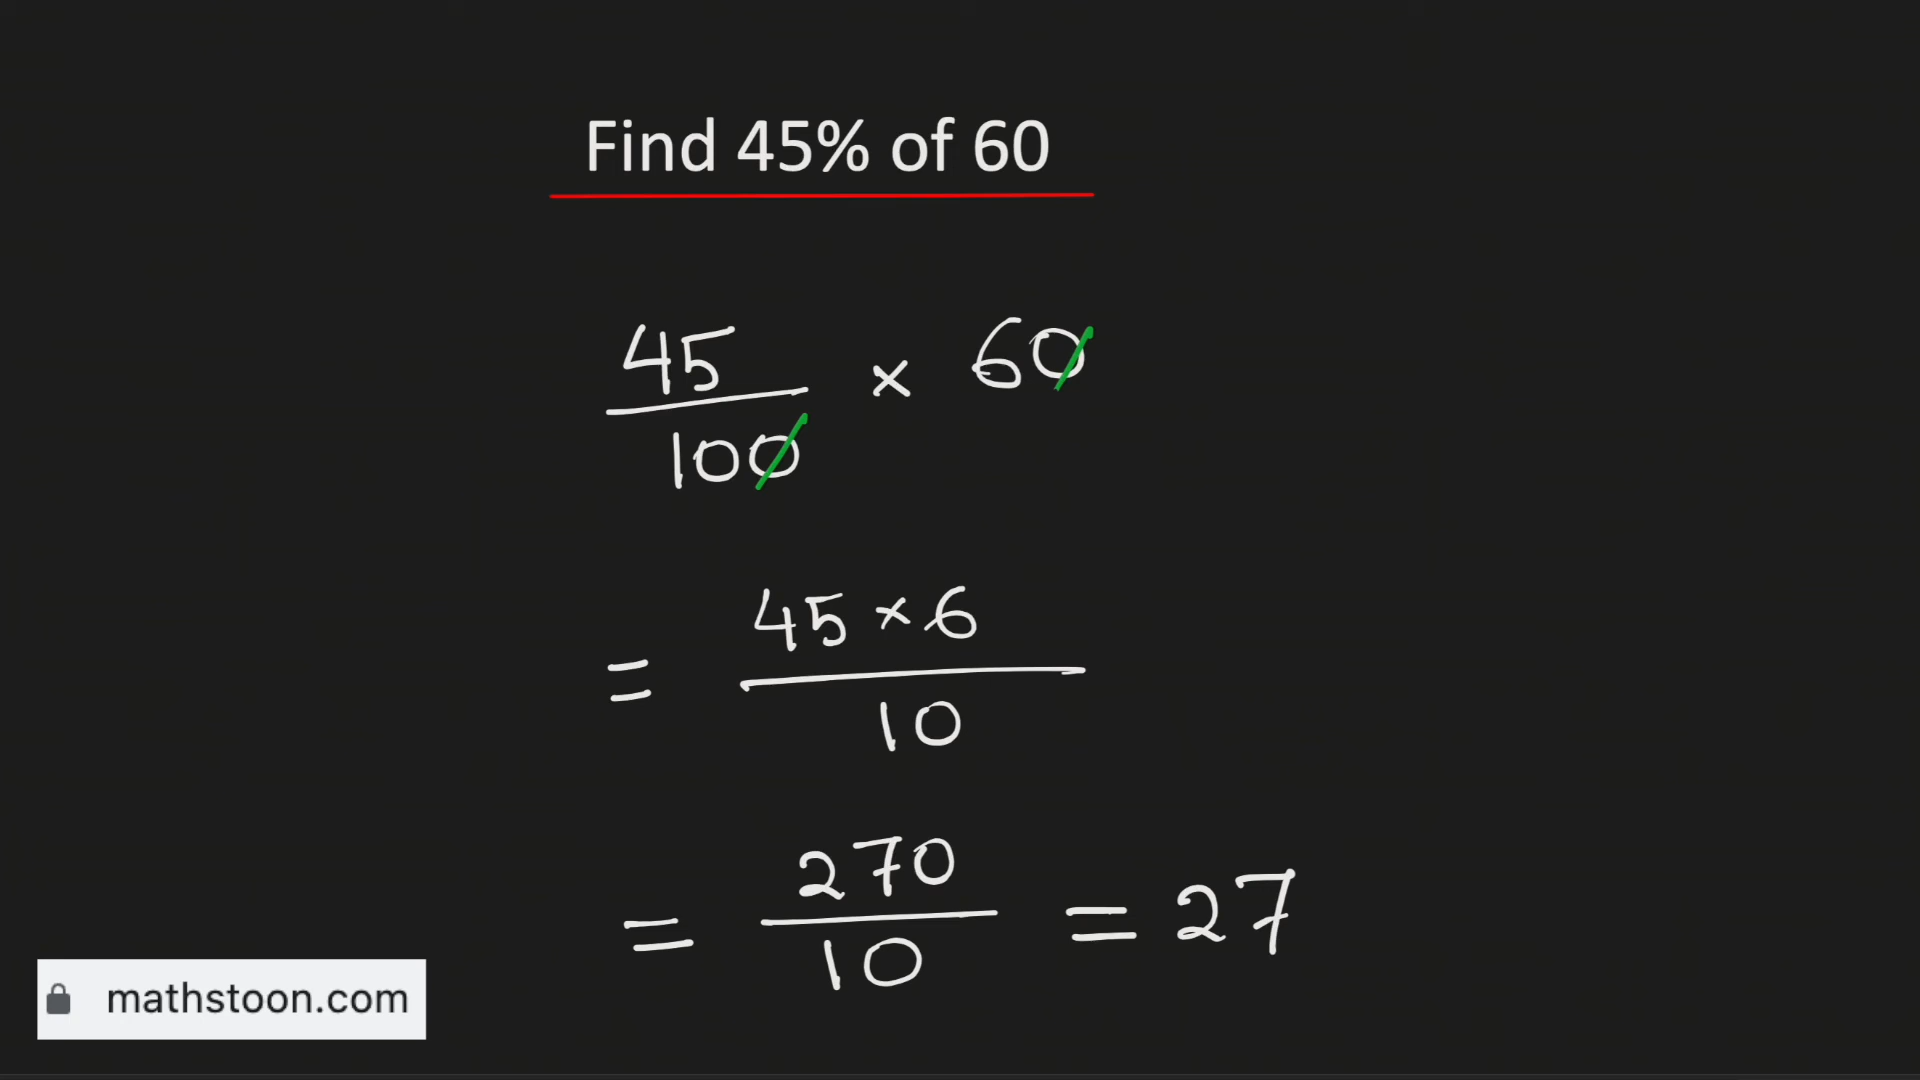 Find 45% of 60
45/100 × 60
= 45 × 6/10
= 270/10 = 27
mathstoon.com